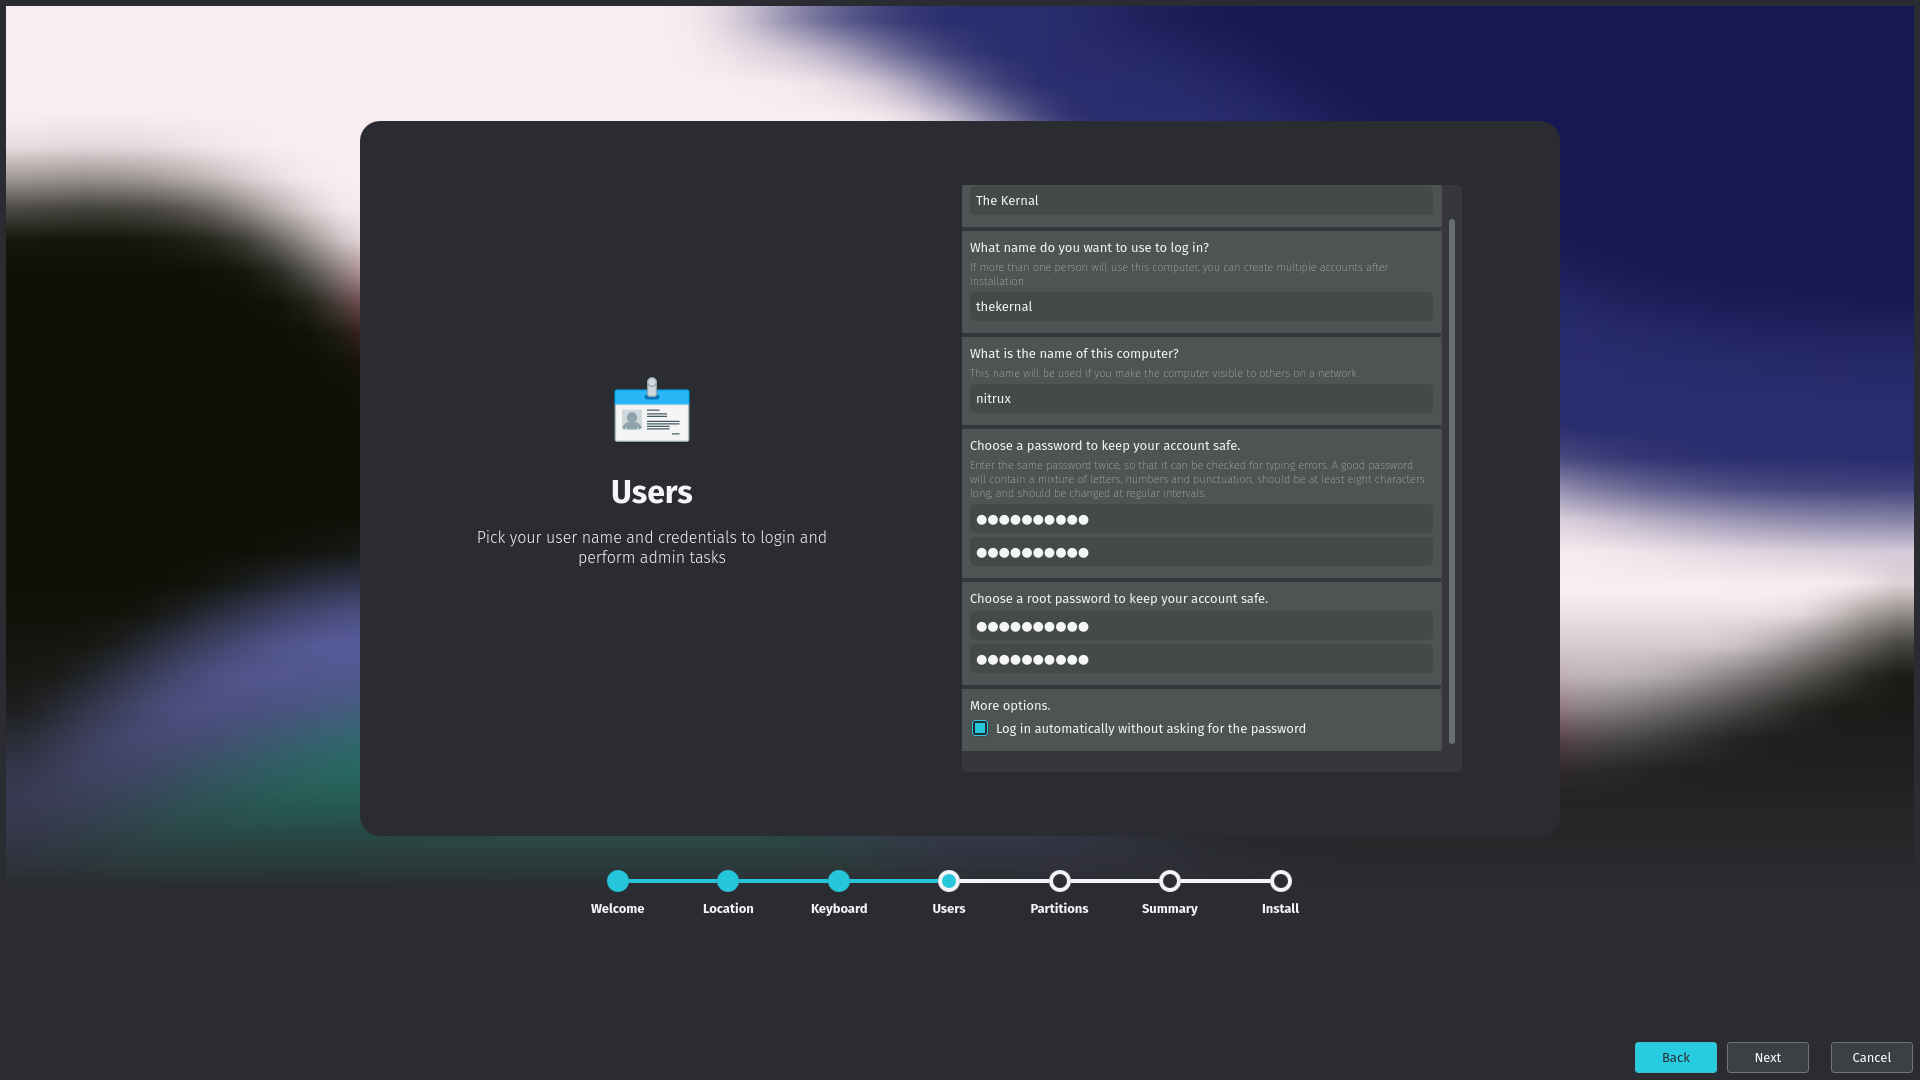 Users
Pick your user name and credentials to login and
perform admin tasks
The Kernal
What name do you want to use to log in?
If more than one person will use this computer, you can create multiple accounts after
installation.
thekernal
What is the name of this computer?
This name will be used if you make the computer visible to others on a network.
nitrux
Choose a password to keep your account safe.
Enter the same password twice, so that it can be checked for typing errors. A good password
will contain a mixture of letters, numbers and punctuation, should be at least eight characters
long, and should be changed at regular intervals.
●●●●●●●●●●
●●●●●●●●●●
Choose a root password to keep your account safe.
●●●●●●●●●●
●●●●●●●●●●
More options.
Log in automatically without asking for the password
Welcome Location Keyboard Users Partitions Summary Install
Back Next Cancel